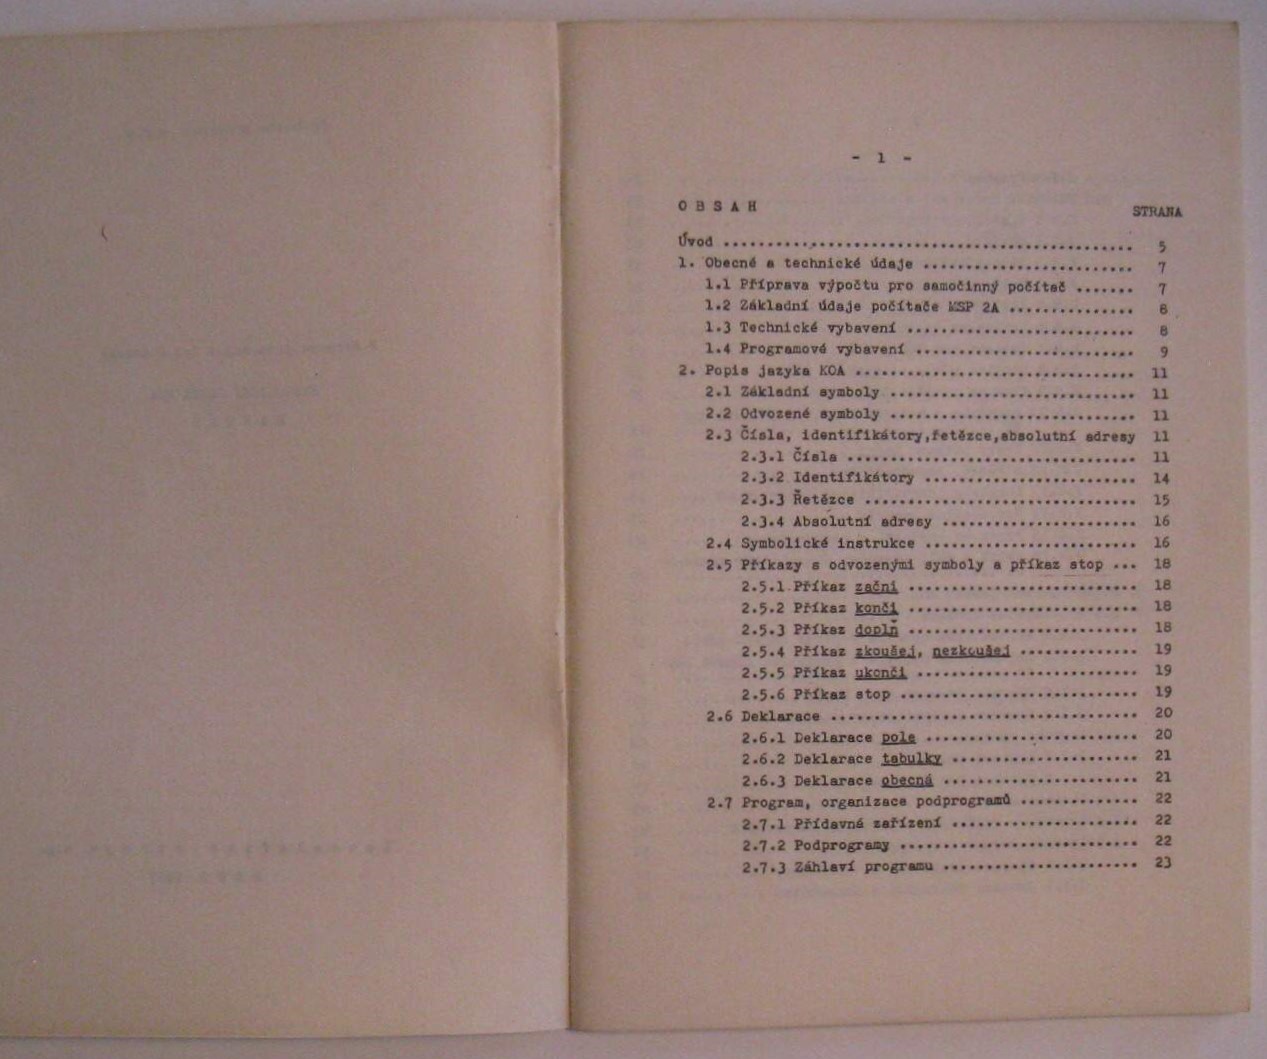 - 1 -
O B S A H STRANA
Úvod ............................................... 5
1. Obecné a technické údaje ........................ 7
1.1 Příprava výpočtu pro samočinný počítač ....... 7
1.2 Základní údaje počítače MSP 2A .............. 8
1.3 Technické vybavení .......................... 8
1.4 Programové vybavení ......................... 9
2. Popis jazyka KOA ................................ 11
2.1 Základní symboly ............................ 11
2.2 Odvozené symboly ............................ 11
2.3 Čísla, identifikátory,řetězce,absolutní adresy 11
2.3.1 Čísla ................................. 11
2.3.2 Identifikátory ........................ 14
2.3.3 Řetězce ............................... 15
2.3.4 Absolutní adresy ...................... 16
2.4 Symbolické instrukce ........................ 16
2.5 Příkazy s odvozenými symboly a příkaz stop ... 18
2.5.1 Příkaz začni .......................... 18
2.5.2 Příkaz konči .......................... 18
2.5.3 Příkaz doplň .......................... 18
2.5.4 Příkaz zkoušej, nezkoušej .............. 19
2.5.5 Příkaz ukonči ......................... 19
2.5.6 Příkaz stop ........................... 19
2.6 Deklarace ................................... 20
2.6.1 Deklarace pole ........................ 20
2.6.2 Deklarace tabulky ..................... 21
2.6.3 Deklarace obecná ...................... 21
2.7 Program, organizace podprogramů .............. 22
2.7.1 Přídavná zařízení ..................... 22
2.7.2 Podprogramy ........................... 22
2.7.3 Záhlaví programu ...................... 23